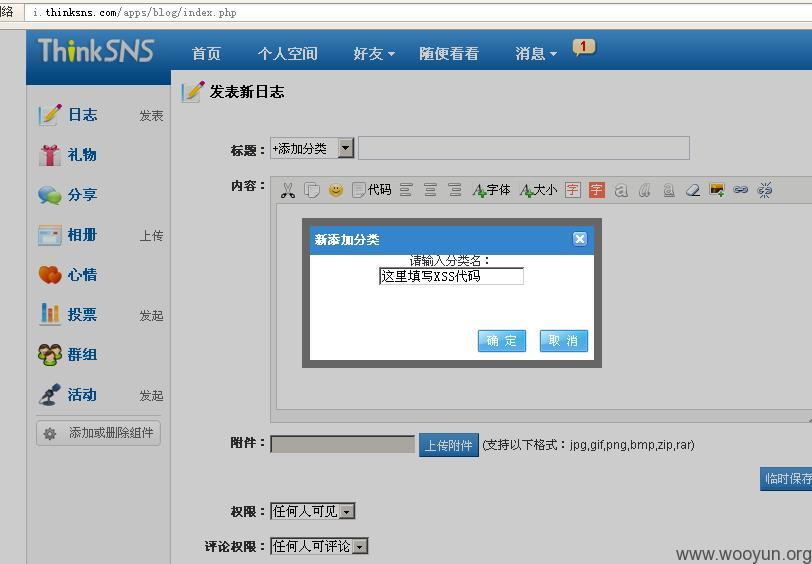 网络 i.thinksns.com/apps/blog/index.php
ThinkSNS 首页 个人空间 好友 随便看看 消息 1
日志 发表
礼物
分享
相册 上传
心情
投票 发起
群组
活动 发起
添加或删除组件
发表新日志
标题： +添加分类
内容： 代码 A字体 A大小 字 字 a a a
新添加分类
请输入分类名：
这里填写XSS代码
确 定 取 消
附件： 上传附件 (支持以下格式：jpg,gif,png,bmp,zip,rar)
临时保存
权限： 任何人可见
评论权限： 任何人可评论
www.wooyun.org